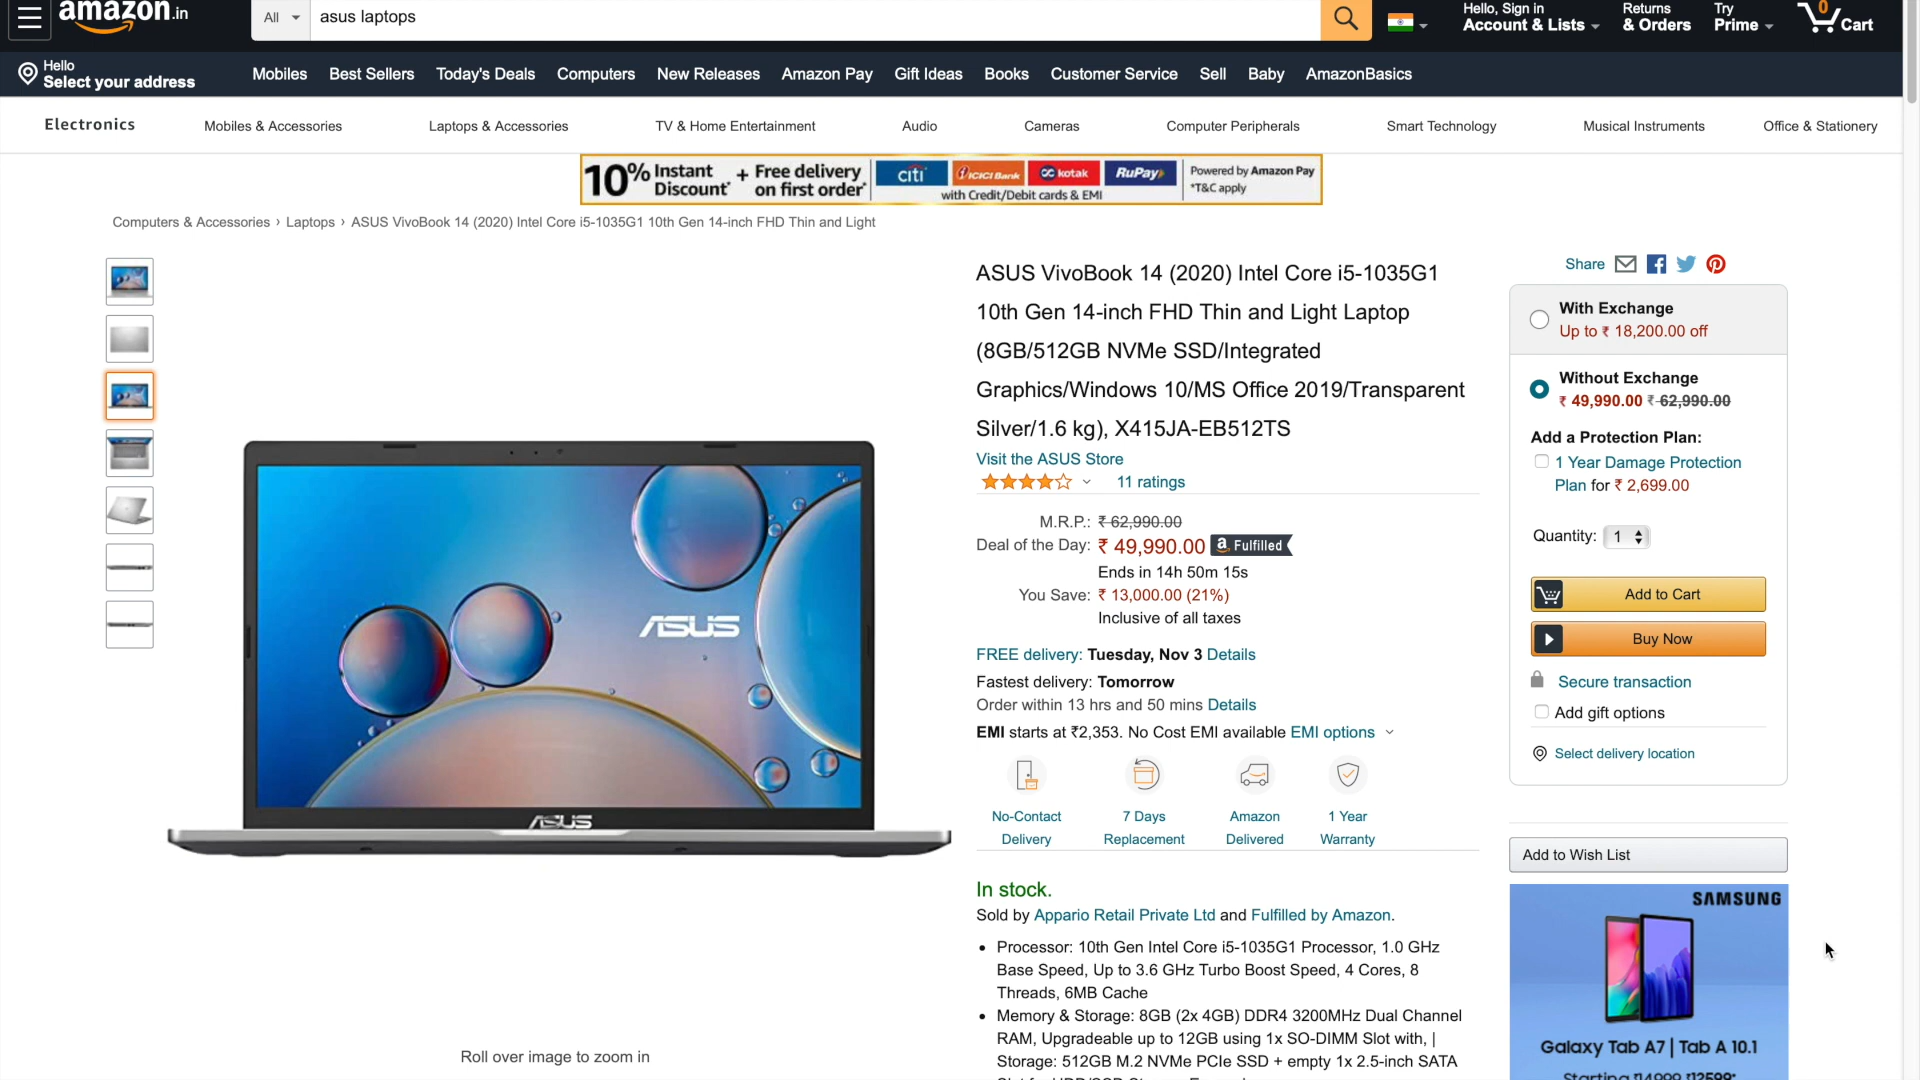 amazon.in
All
asus laptops
Hello, Sign in
Account & Lists
Returns
& Orders
Try
Prime
0
Cart
Hello
Select your address
Mobiles
Best Sellers
Today's Deals
Computers
New Releases
Amazon Pay
Gift Ideas
Books
Customer Service
Sell
Baby
AmazonBasics
Electronics
Mobiles & Accessories
Laptops & Accessories
TV & Home Entertainment
Audio
Cameras
Computer Peripherals
Smart Technology
Musical Instruments
Office & Stationery
10% Instant Discount* + Free delivery on first order*
citi
ICICI Bank
kotak
RuPay
with Credit/Debit cards & EMI
Powered by Amazon Pay
*T&C apply
Computers & Accessories › Laptops › ASUS VivoBook 14 (2020) Intel Core i5-1035G1 10th Gen 14-inch FHD Thin and Light
ASUS
ASUS
Roll over image to zoom in
ASUS VivoBook 14 (2020) Intel Core i5-1035G1
10th Gen 14-inch FHD Thin and Light Laptop
(8GB/512GB NVMe SSD/Integrated
Graphics/Windows 10/MS Office 2019/Transparent
Silver/1.6 kg), X415JA-EB512TS
Visit the ASUS Store
11 ratings
M.R.P.: ₹ 62,990.00
Deal of the Day: ₹ 49,990.00 a Fulfilled
Ends in 14h 50m 15s
You Save: ₹ 13,000.00 (21%)
Inclusive of all taxes
FREE delivery: Tuesday, Nov 3 Details
Fastest delivery: Tomorrow
Order within 13 hrs and 50 mins Details
EMI starts at ₹2,353. No Cost EMI available EMI options
No-Contact
Delivery
7 Days
Replacement
Amazon
Delivered
1 Year
Warranty
In stock.
Sold by Appario Retail Private Ltd and Fulfilled by Amazon.
• Processor: 10th Gen Intel Core i5-1035G1 Processor, 1.0 GHz
Base Speed, Up to 3.6 GHz Turbo Boost Speed, 4 Cores, 8
Threads, 6MB Cache
• Memory & Storage: 8GB (2x 4GB) DDR4 3200MHz Dual Channel
RAM, Upgradeable up to 12GB using 1x SO-DIMM Slot with, |
Storage: 512GB M.2 NVMe PCIe SSD + empty 1x 2.5-inch SATA
Share
With Exchange
Up to ₹ 18,200.00 off
Without Exchange
₹ 49,990.00 ₹ 62,990.00
Add a Protection Plan:
1 Year Damage Protection
Plan for ₹ 2,699.00
Quantity: 1
Add to Cart
Buy Now
Secure transaction
Add gift options
Select delivery location
Add to Wish List
SAMSUNG
Galaxy Tab A7 | Tab A 10.1